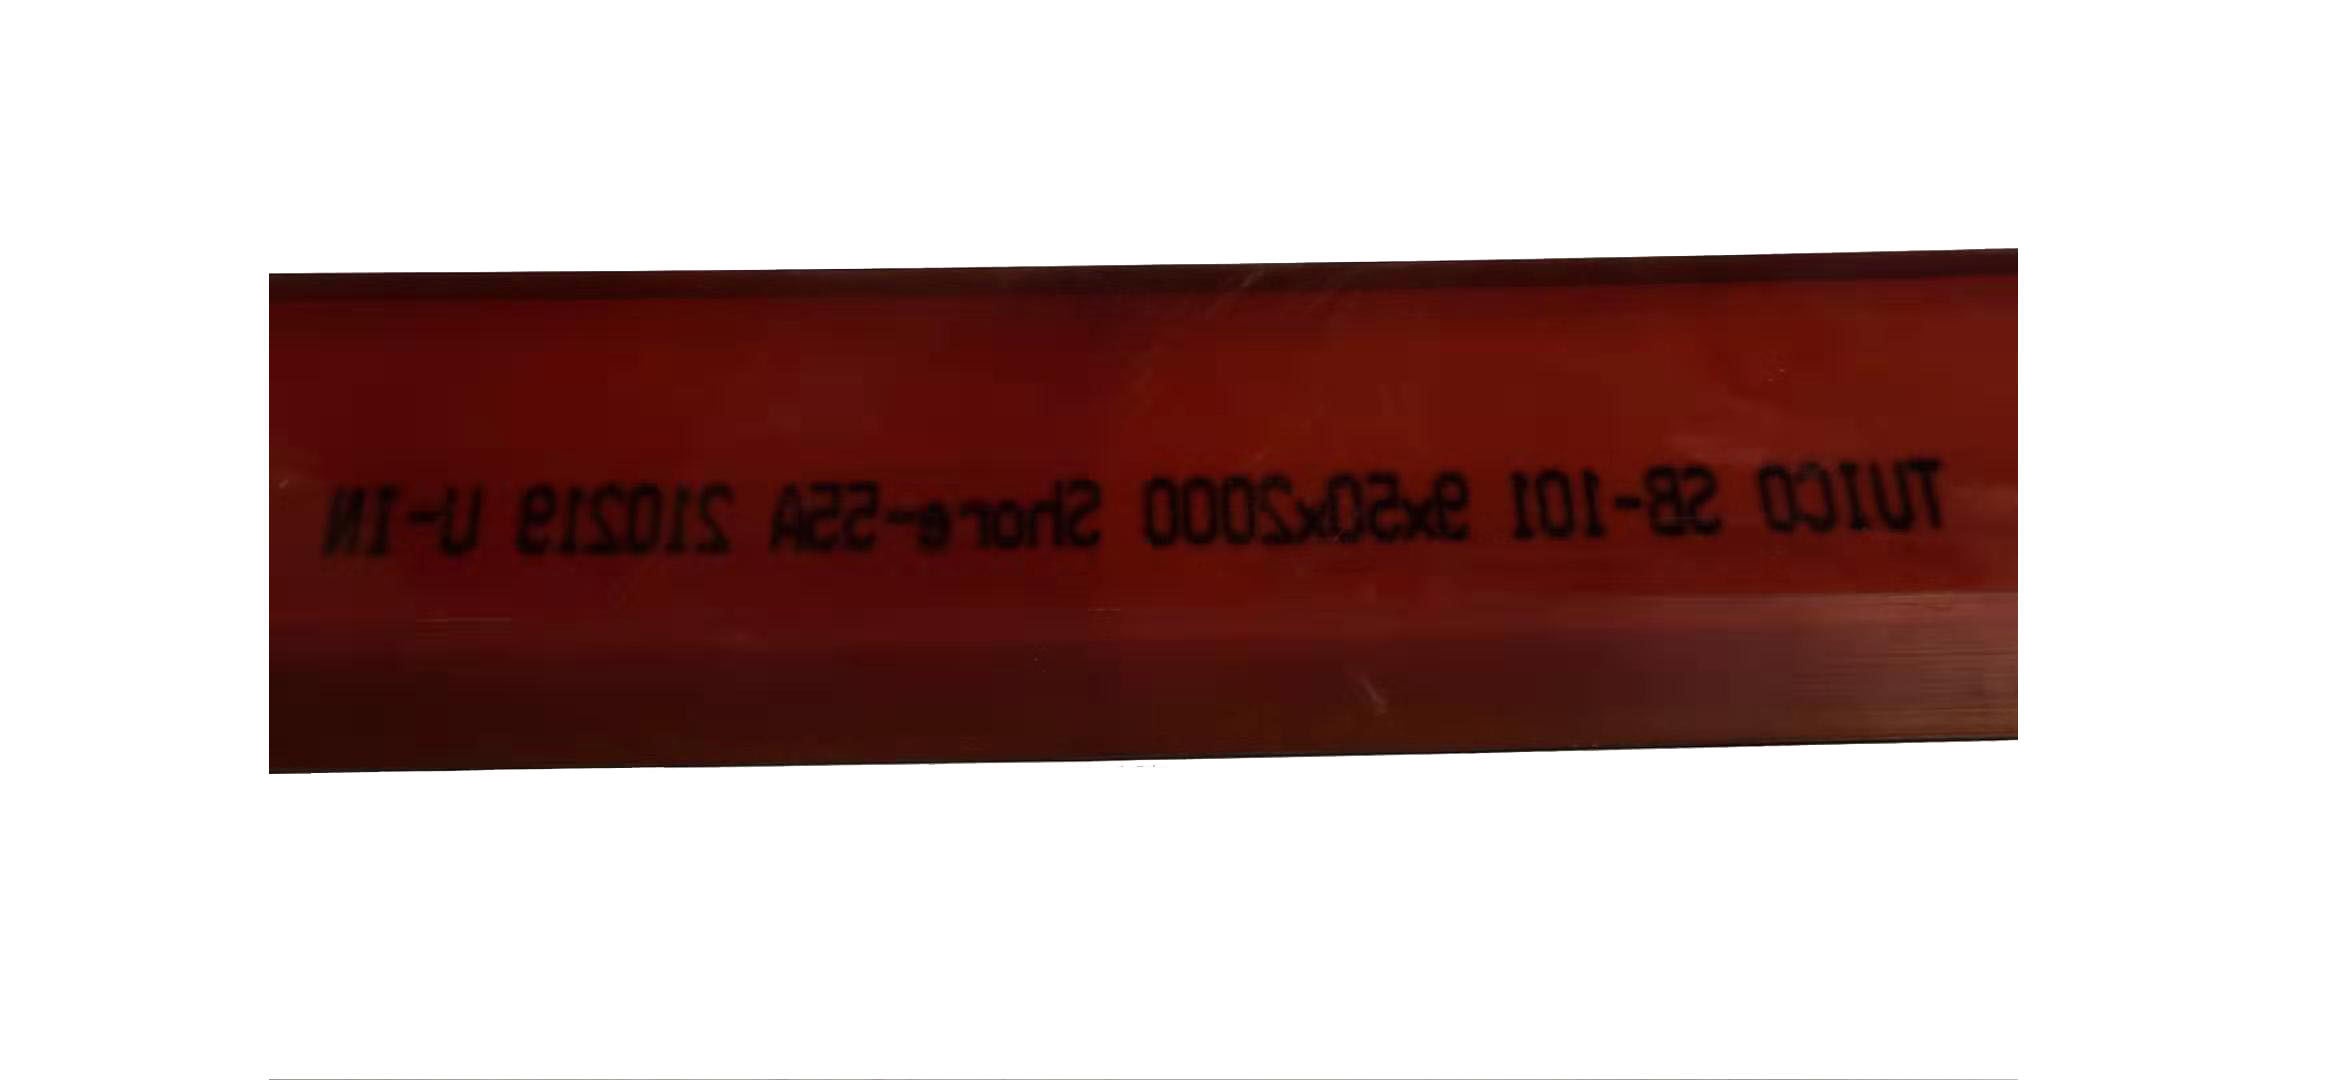 TUICO SB-101 9x50x2000 Shore-55A 210219 U-IN